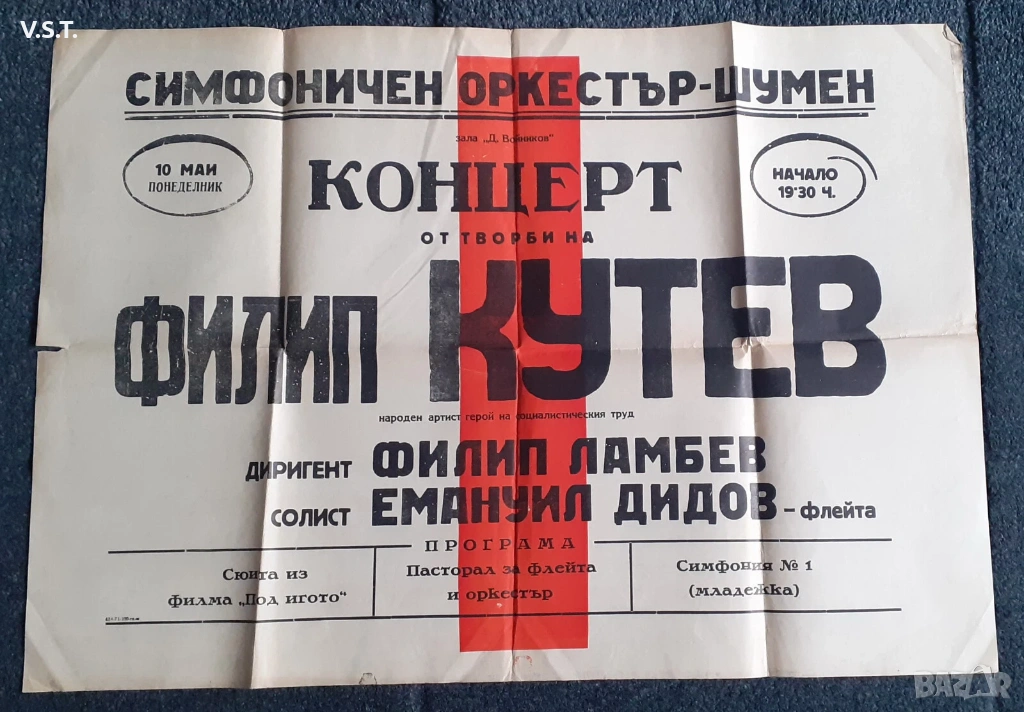 V.S.T.
СИМФОНИЧЕН ОРКЕСТЪР-ШУМЕН
зала „Д. Войников"
10 МАИ
ПОНЕДЕЛНИК
КОНЦЕРТ
НАЧАЛО
19·30 Ч.
ОТ ТВОРБИ НА
ФИЛИП КУТЕВ
народен артист герой на социалистическия труд
ДИРИГЕНТ ФИЛИП ЛАМБЕВ
СОЛИСТ ЕМАНУИЛ ДИДОВ – флейта
ПРОГРАМА
Сюита из
филма „Под игото"
Пасторал за флейта
и оркестър
Симфония № 1
(младежка)
BAZAR